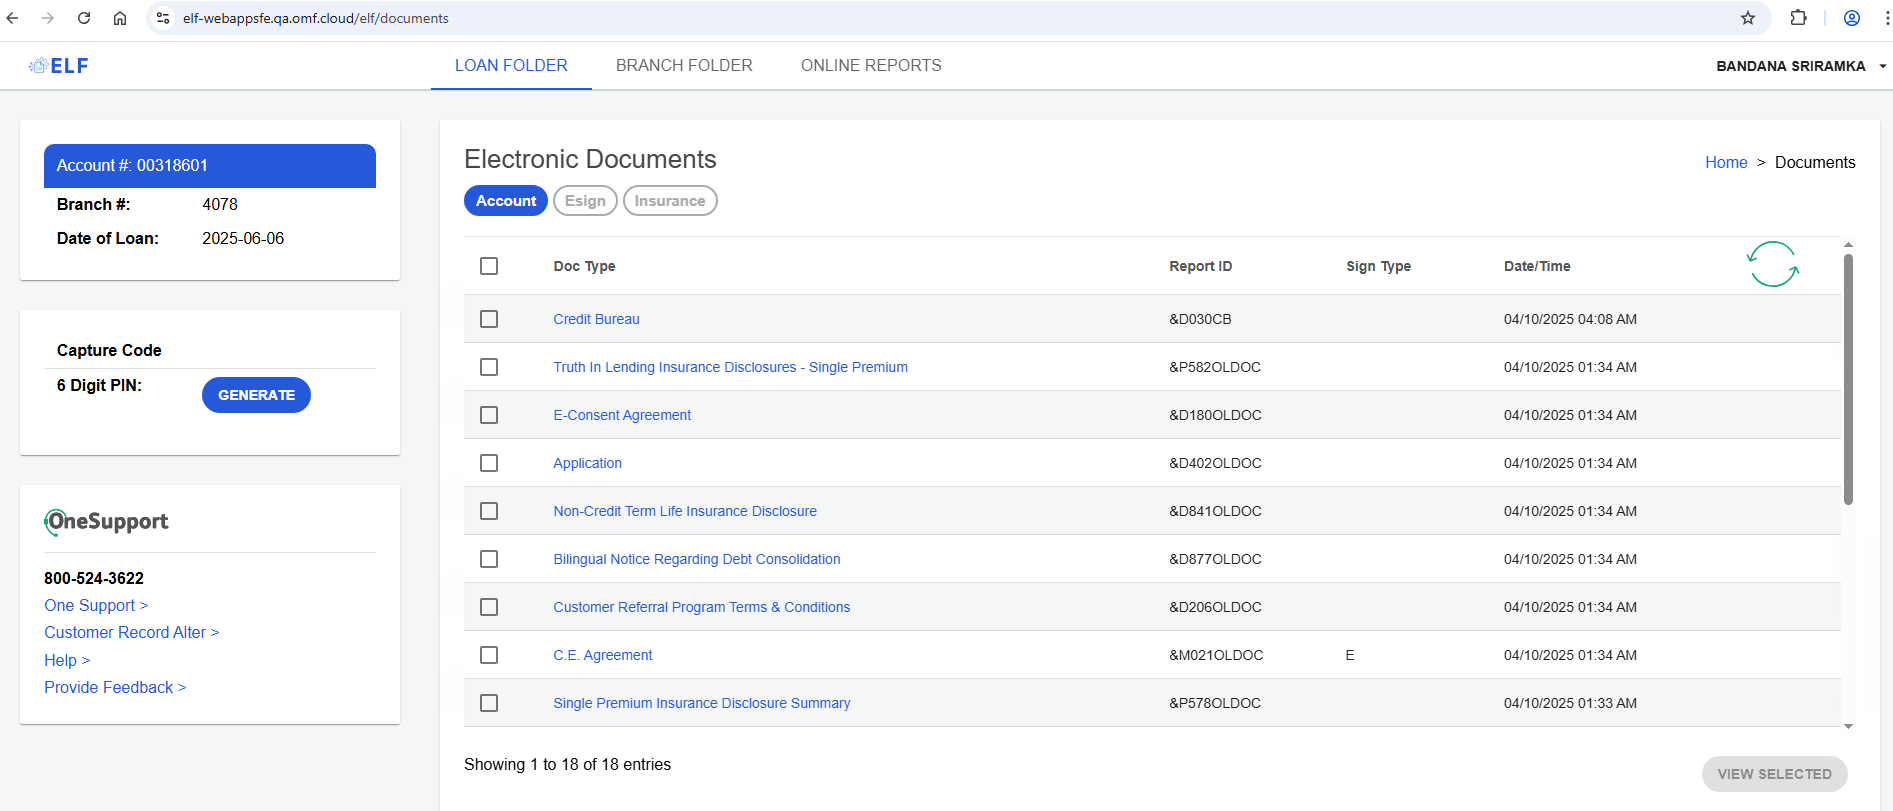 elf-webappsfe.qa.omf.cloud/elf/documents
ELF
LOAN FOLDER
BRANCH FOLDER
ONLINE REPORTS
BANDANA SRIRAMKA
Account #: 00318601
Branch #: 4078
Date of Loan: 2025-06-06
Capture Code
6 Digit PIN: GENERATE
OneSupport
800-524-3622
One Support >
Customer Record Alter >
Help >
Provide Feedback >
Electronic Documents
Home > Documents
Account Esign Insurance
Doc Type Report ID Sign Type Date/Time
Credit Bureau &D030CB 04/10/2025 04:08 AM
Truth In Lending Insurance Disclosures - Single Premium &P582OLDOC 04/10/2025 01:34 AM
E-Consent Agreement &D180OLDOC 04/10/2025 01:34 AM
Application &D402OLDOC 04/10/2025 01:34 AM
Non-Credit Term Life Insurance Disclosure &D841OLDOC 04/10/2025 01:34 AM
Bilingual Notice Regarding Debt Consolidation &D877OLDOC 04/10/2025 01:34 AM
Customer Referral Program Terms & Conditions &D206OLDOC 04/10/2025 01:34 AM
C.E. Agreement &M021OLDOC E 04/10/2025 01:34 AM
Single Premium Insurance Disclosure Summary &P578OLDOC 04/10/2025 01:33 AM
Showing 1 to 18 of 18 entries
VIEW SELECTED